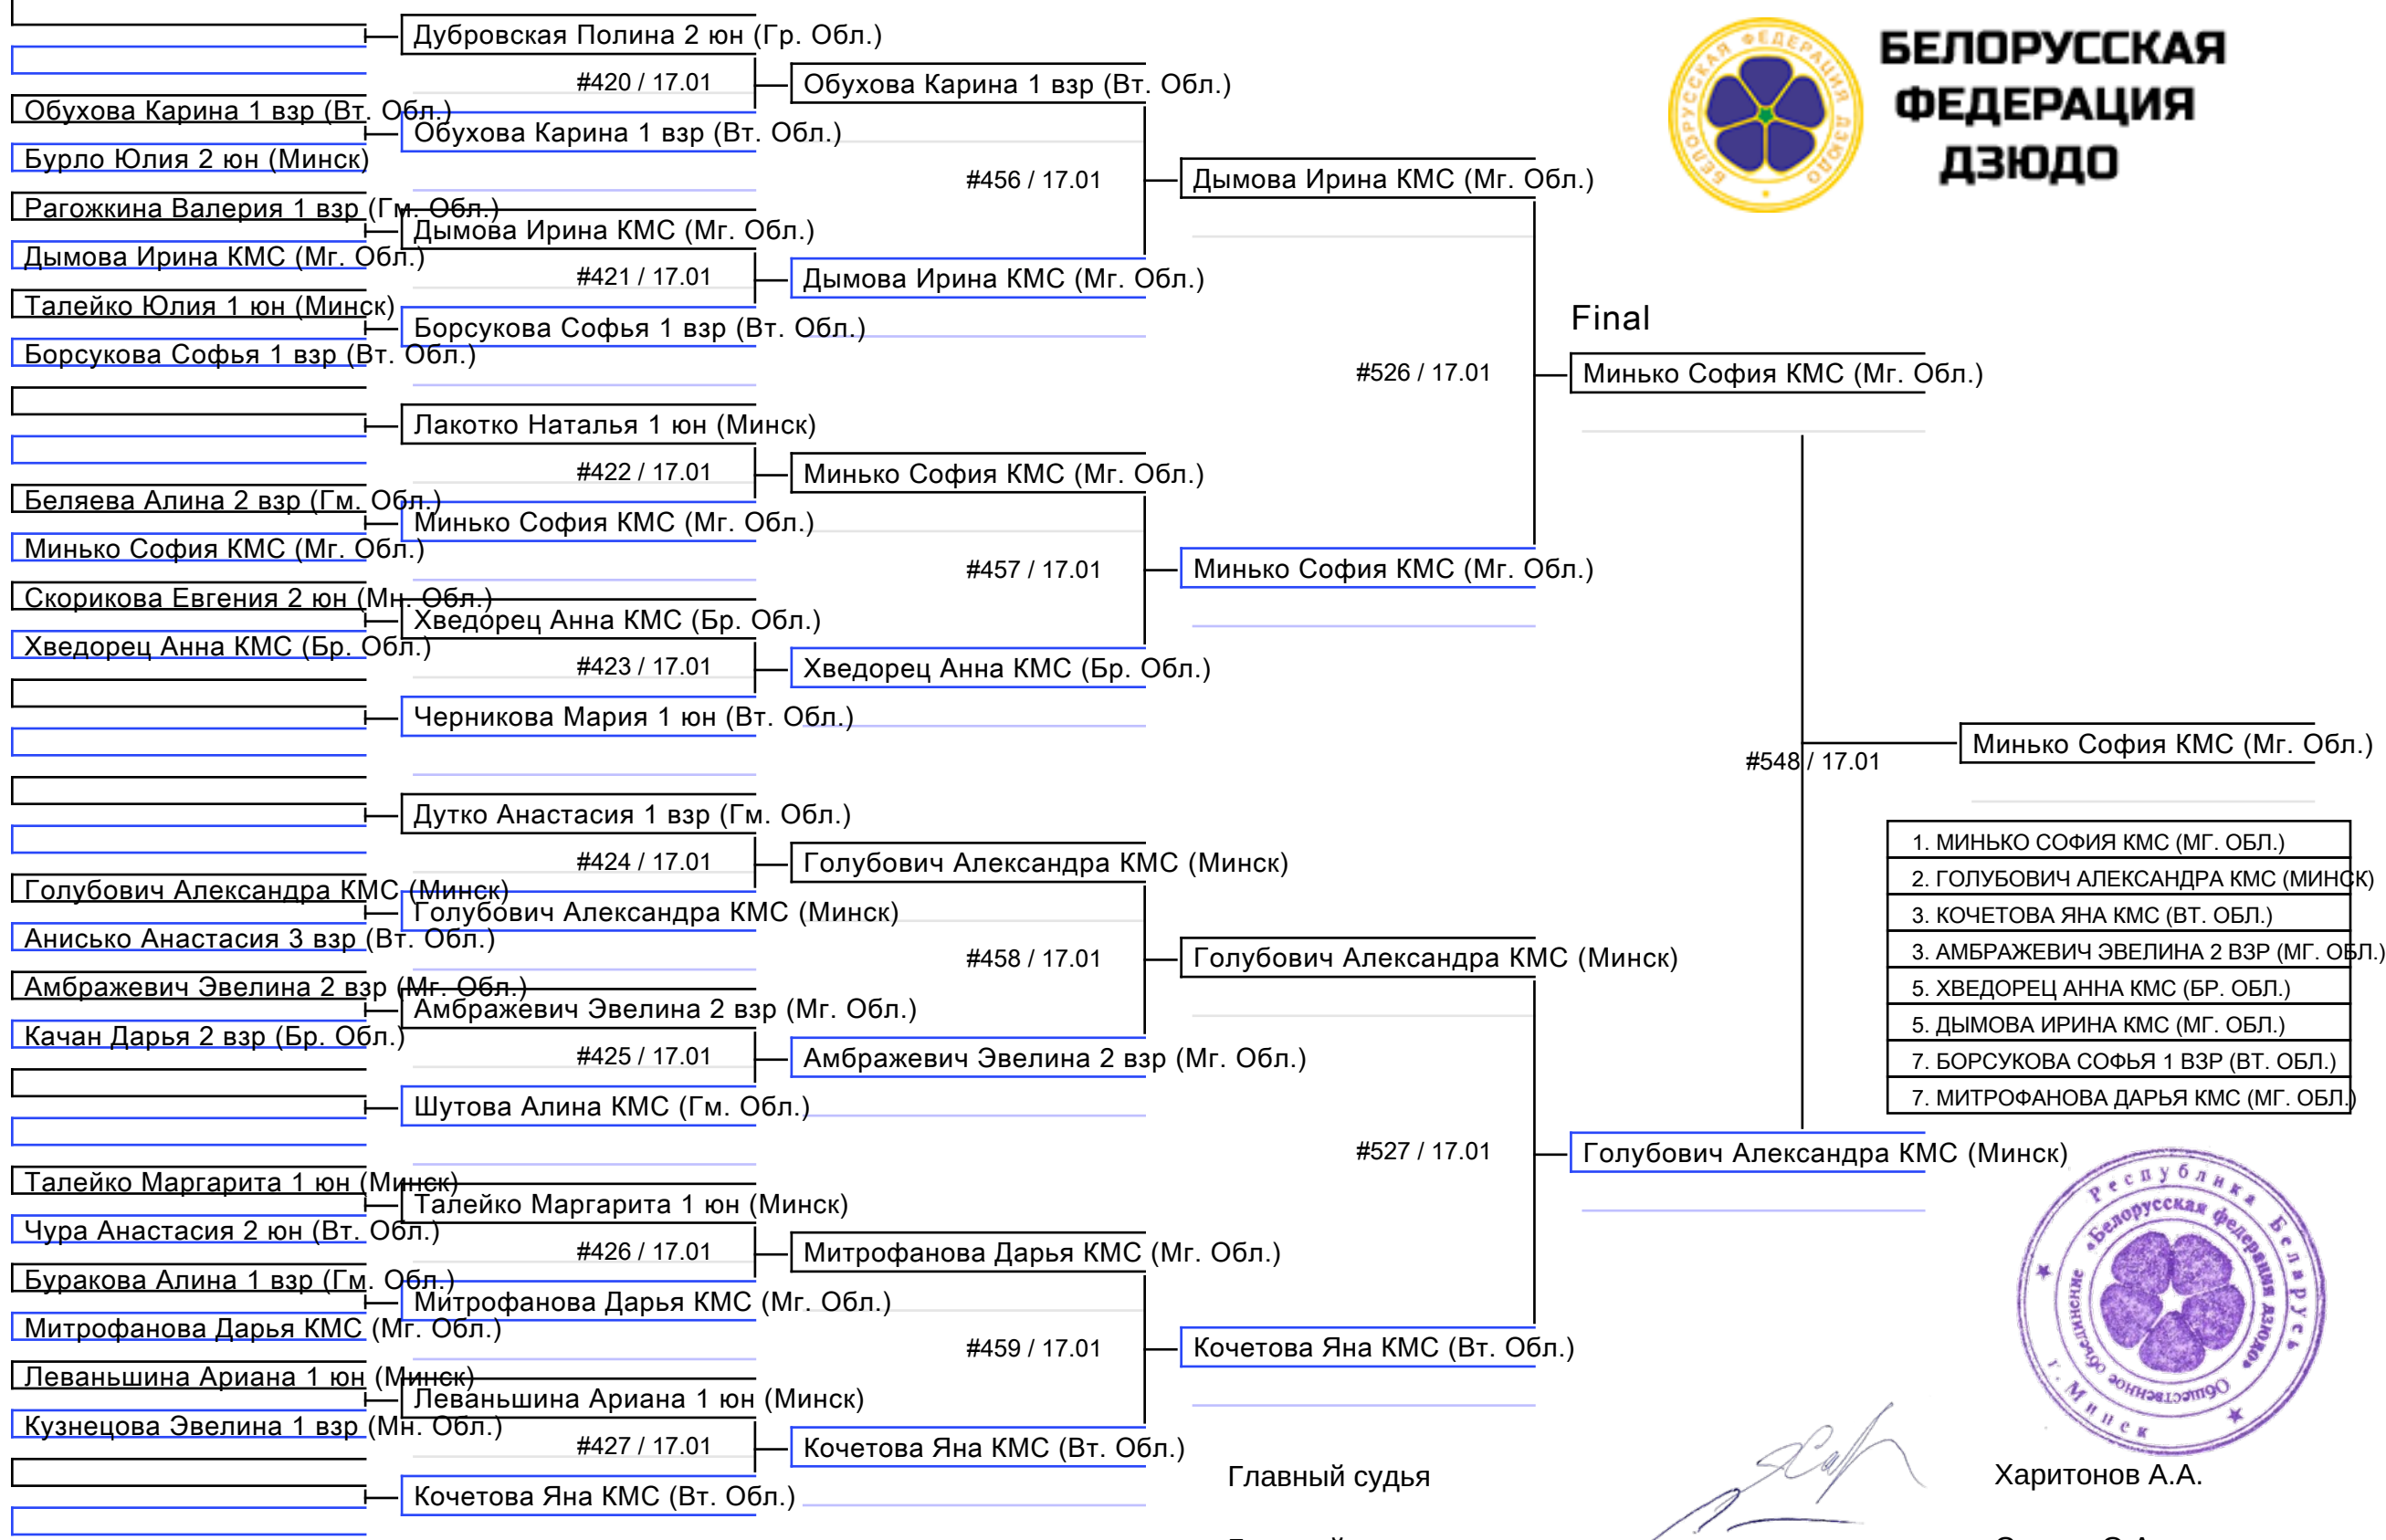 БЕЛОРУССКАЯ
ФЕДЕРАЦИЯ
ДЗЮДО
БЕЛОРУССКАЯ ФЕДЕРАЦИЯ ДЗЮДО
Обухова Карина 1 взр (Вт. Обл.)
Бурло Юлия 2 юн (Минск)
Рагожкина Валерия 1 взр (Гм. Обл.)
Дымова Ирина КМС (Мг. Обл.)
Талейко Юлия 1 юн (Минск)
Борсукова Софья 1 взр (Вт. Обл.)
Беляева Алина 2 взр (Гм. Обл.)
Минько София КМС (Мг. Обл.)
Скорикова Евгения 2 юн (Мн. Обл.)
Хведорец Анна КМС (Бр. Обл.)
Голубович Александра КМС (Минск)
Анисько Анастасия 3 взр (Вт. Обл.)
Амбражевич Эвелина 2 взр (Мг. Обл.)
Качан Дарья 2 взр (Бр. Обл.)
Талейко Маргарита 1 юн (Минск)
Чура Анастасия 2 юн (Вт. Обл.)
Буракова Алина 1 взр (Гм. Обл.)
Митрофанова Дарья КМС (Мг. Обл.)
Леваньшина Ариана 1 юн (Минск)
Кузнецова Эвелина 1 взр (Мн. Обл.)
Дубровская Полина 2 юн (Гр. Обл.)
#420 / 17.01
Обухова Карина 1 взр (Вт. Обл.)
Дымова Ирина КМС (Мг. Обл.)
#421 / 17.01
Борсукова Софья 1 взр (Вт. Обл.)
Лакотко Наталья 1 юн (Минск)
#422 / 17.01
Минько София КМС (Мг. Обл.)
Хведорец Анна КМС (Бр. Обл.)
#423 / 17.01
Черникова Мария 1 юн (Вт. Обл.)
Дутко Анастасия 1 взр (Гм. Обл.)
#424 / 17.01
Голубович Александра КМС (Минск)
Амбражевич Эвелина 2 взр (Мг. Обл.)
#425 / 17.01
Шутова Алина КМС (Гм. Обл.)
Талейко Маргарита 1 юн (Минск)
#426 / 17.01
Митрофанова Дарья КМС (Мг. Обл.)
Леваньшина Ариана 1 юн (Минск)
#427 / 17.01
Кочетова Яна КМС (Вт. Обл.)
Обухова Карина 1 взр (Вт. Обл.)
#456 / 17.01
Дымова Ирина КМС (Мг. Обл.)
Минько София КМС (Мг. Обл.)
#457 / 17.01
Хведорец Анна КМС (Бр. Обл.)
Голубович Александра КМС (Минск)
#458 / 17.01
Амбражевич Эвелина 2 взр (Мг. Обл.)
Митрофанова Дарья КМС (Мг. Обл.)
#459 / 17.01
Кочетова Яна КМС (Вт. Обл.)
Дымова Ирина КМС (Мг. Обл.)
#526 / 17.01
Минько София КМС (Мг. Обл.)
Голубович Александра КМС (Минск)
#527 / 17.01
Кочетова Яна КМС (Вт. Обл.)
Final
Минько София КМС (Мг. Обл.)
#548 / 17.01
Голубович Александра КМС (Минск)
Минько София КМС (Мг. Обл.)
1. МИНЬКО СОФИЯ КМС (МГ. ОБЛ.)
2. ГОЛУБОВИЧ АЛЕКСАНДРА КМС (МИНСК)
3. КОЧЕТОВА ЯНА КМС (ВТ. ОБЛ.)
3. АМБРАЖЕВИЧ ЭВЕЛИНА 2 ВЗР (МГ. ОБЛ.)
5. ХВЕДОРЕЦ АННА КМС (БР. ОБЛ.)
5. ДЫМОВА ИРИНА КМС (МГ. ОБЛ.)
7. БОРСУКОВА СОФЬЯ 1 ВЗР (ВТ. ОБЛ.)
7. МИТРОФАНОВА ДАРЬЯ КМС (МГ. ОБЛ.)
Республика Беларусь
г. Минск
Общественное объединение
«Белорусская федерация дзюдо»
Главный судья
Харитонов А.А.